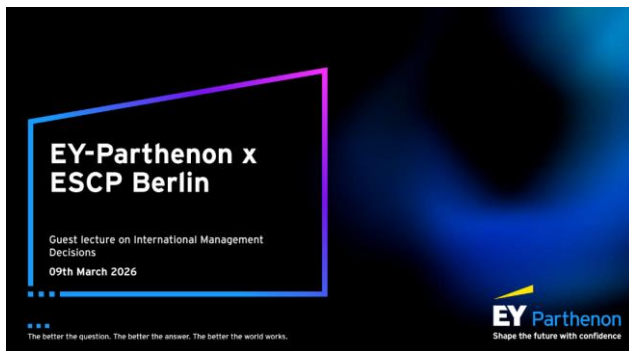 EY-Parthenon x
ESCP Berlin
Guest lecture on International Management
Decisions
09th March 2026
The better the question. The better the answer. The better the world works.
EY Parthenon
Shape the future with confidence